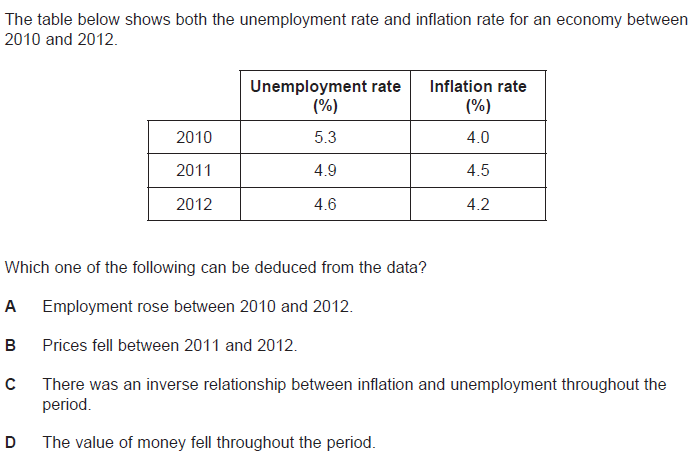 The table below shows both the unemployment rate and inflation rate for an economy between
2010 and 2012.
Unemployment rate (%) Inflation rate (%)
2010 5.3 4.0
2011 4.9 4.5
2012 4.6 4.2
Which one of the following can be deduced from the data?
A Employment rose between 2010 and 2012.
B Prices fell between 2011 and 2012.
C There was an inverse relationship between inflation and unemployment throughout the
period.
D The value of money fell throughout the period.